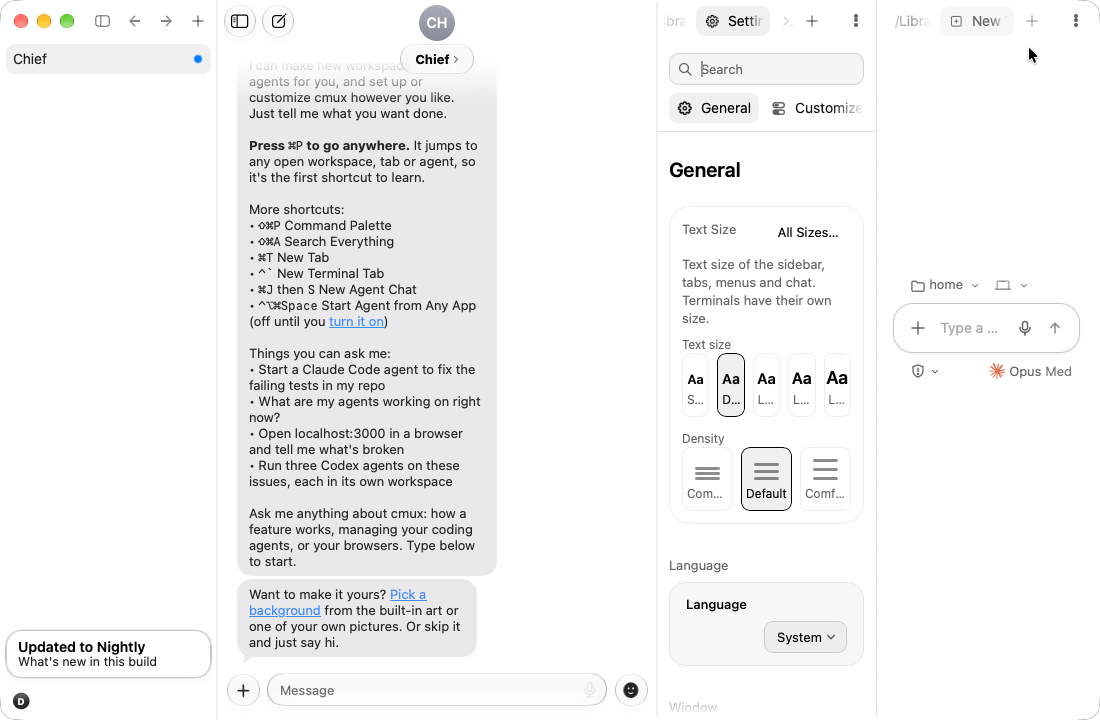 Chief
Updated to Nightly
What's new in this build
D
CH
Chief
I can make new workspac
agents for you, and set up or
customize cmux however you like.
Just tell me what you want done.
Press ⌘P to go anywhere. It jumps to
any open workspace, tab or agent, so
it's the first shortcut to learn.
More shortcuts:
• ⇧⌘P Command Palette
• ⇧⌘A Search Everything
• ⌘T New Tab
• ^` New Terminal Tab
• ⌘J then S New Agent Chat
• ^⌥⌘Space Start Agent from Any App
(off until you turn it on)
Things you can ask me:
• Start a Claude Code agent to fix the
failing tests in my repo
• What are my agents working on right
now?
• Open localhost:3000 in a browser
and tell me what's broken
• Run three Codex agents on these
issues, each in its own workspace
Ask me anything about cmux: how a
feature works, managing your coding
agents, or your browsers. Type below
to start.
Want to make it yours? Pick a
background from the built-in art or
one of your own pictures. Or skip it
and just say hi.
Message
ibra
Settin
Search
General
Customize
General
Text Size
All Sizes...
Text size of the sidebar,
tabs, menus and chat.
Terminals have their own
size.
Text size
Aa Aa Aa Aa Aa
S... D... L... L... L...
Density
Com... Default Comf...
Language
Language
System
Window
/Libra
New
home
Type a ...
Opus Med